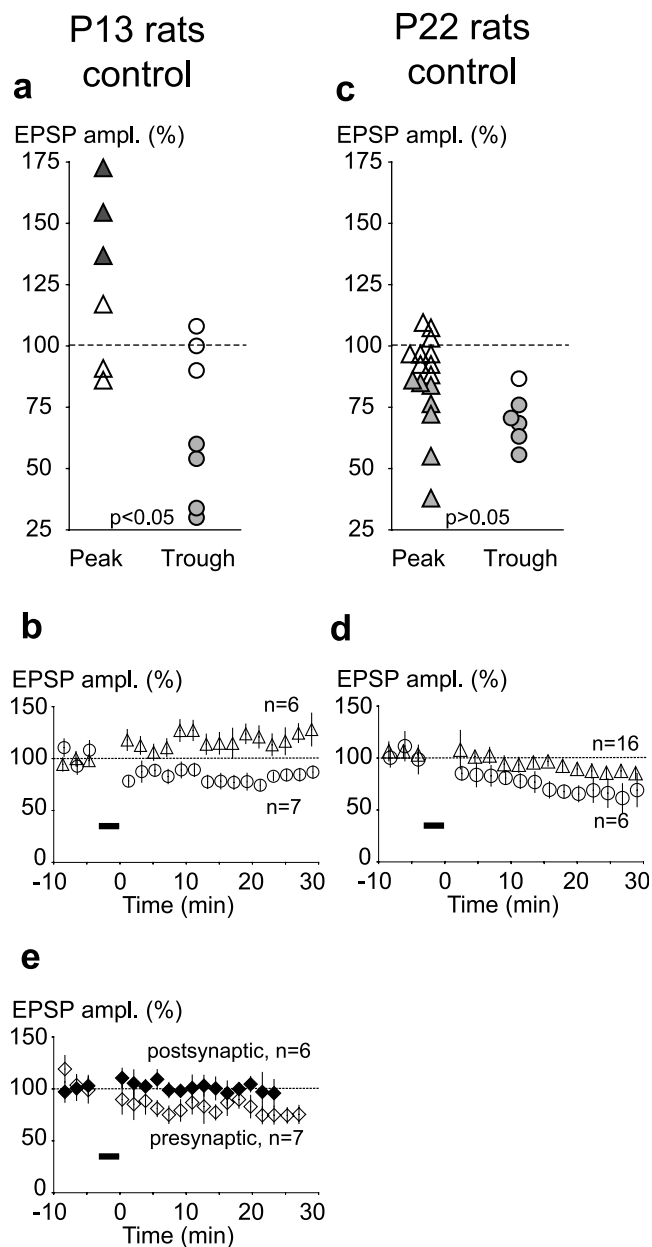 P13 rats
control
P22 rats
control
a
c
EPSP ampl. (%)
EPSP ampl. (%)
175
150
125
100
75
50
25
p<0.05
Peak
Trough
175
150
125
100
75
50
25
p>0.05
Peak
Trough
b
d
EPSP ampl. (%)
EPSP ampl. (%)
150
100
50
0
n=6
n=7
-10
0
10
20
30
Time (min)
150
100
50
0
n=16
n=6
-10
0
10
20
30
Time (min)
e
EPSP ampl. (%)
150
100
50
0
postsynaptic, n=6
presynaptic, n=7
-10
0
10
20
30
Time (min)